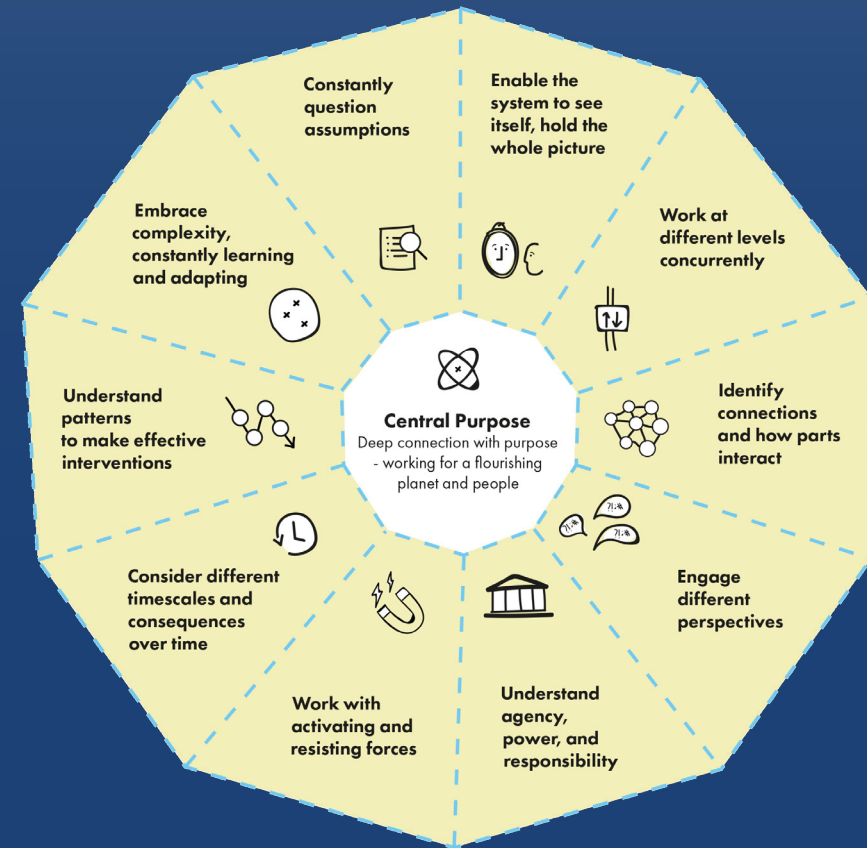 Constantly
question
assumptions
Enable the
system to see
itself, hold the
whole picture
Work at
different levels
concurrently
Identify
connections
and how parts
interact
Engage
different
perspectives
Understand
agency,
power, and
responsibility
Work with
activating and
resisting forces
Consider different
timescales and
consequences
over time
Understand
patterns
to make effective
interventions
Embrace
complexity,
constantly learning
and adapting
Central Purpose
Deep connection with purpose
- working for a flourishing
planet and people